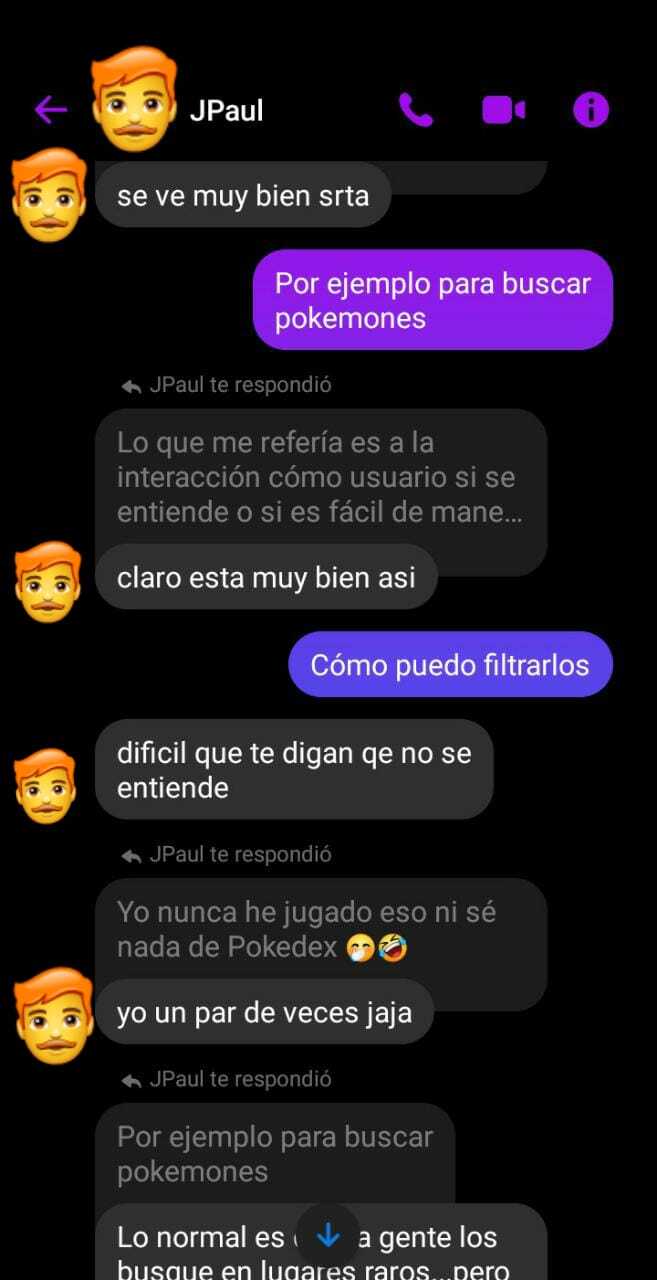 JPaul
se ve muy bien srta
Por ejemplo para buscar
pokemones
JPaul te respondió
Lo que me refería es a la
interacción cómo usuario si se
entiende o si es fácil de mane...
claro esta muy bien asi
Cómo puedo filtrarlos
dificil que te digan qe no se
entiende
JPaul te respondió
Yo nunca he jugado eso ni sé
nada de Pokedex 🤭🤣
yo un par de veces jaja
JPaul te respondió
Por ejemplo para buscar
pokemones
Lo normal es a gente los
busque en lugares raros...pero